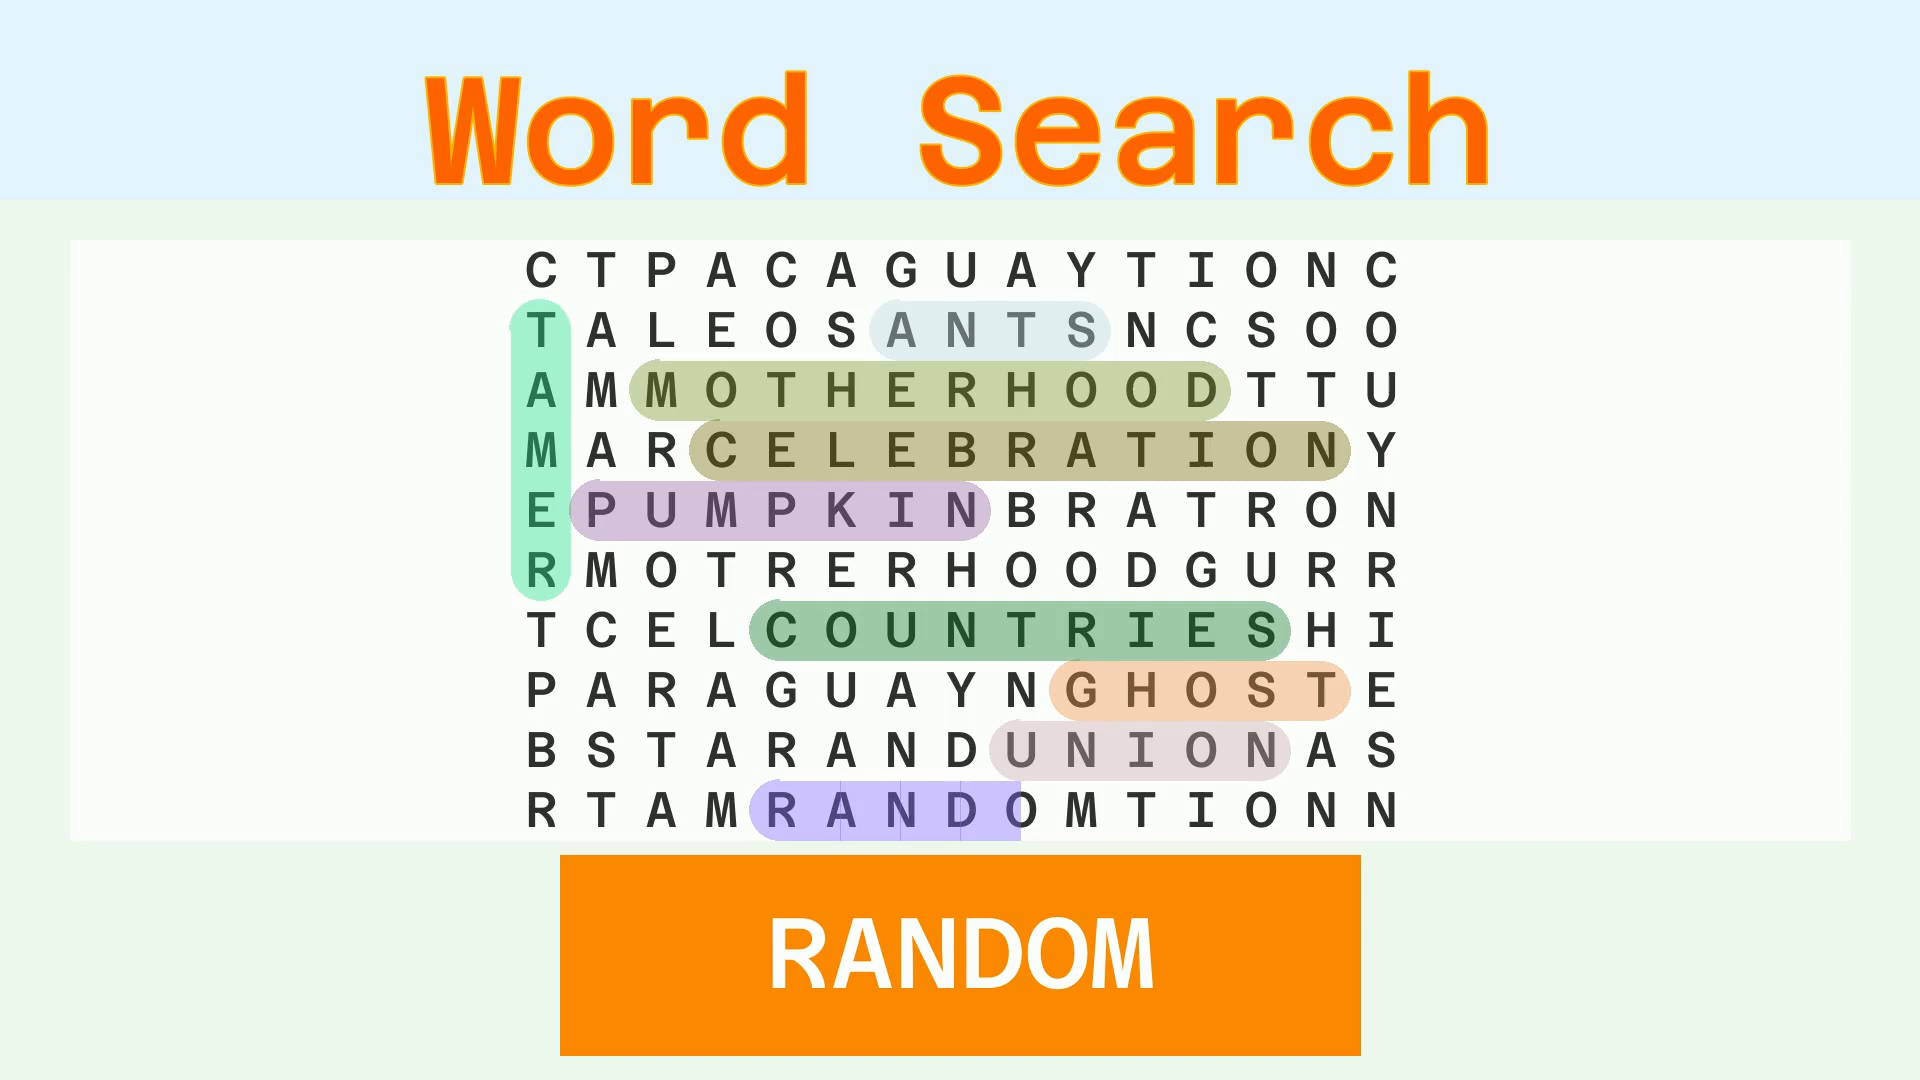 Word Search
C T P A C A G U A Y T I O N C
T A L E O S A N T S N C S O O
A M M O T H E R H O O D T T U
M A R C E L E B R A T I O N Y
E P U M P K I N B R A T R O N
R M O T R E R H O O D G U R R
T C E L C O U N T R I E S H I
P A R A G U A Y N G H O S T E
B S T A R A N D U N I O N A S
R T A M R A N D O M T I O N N
RANDOM